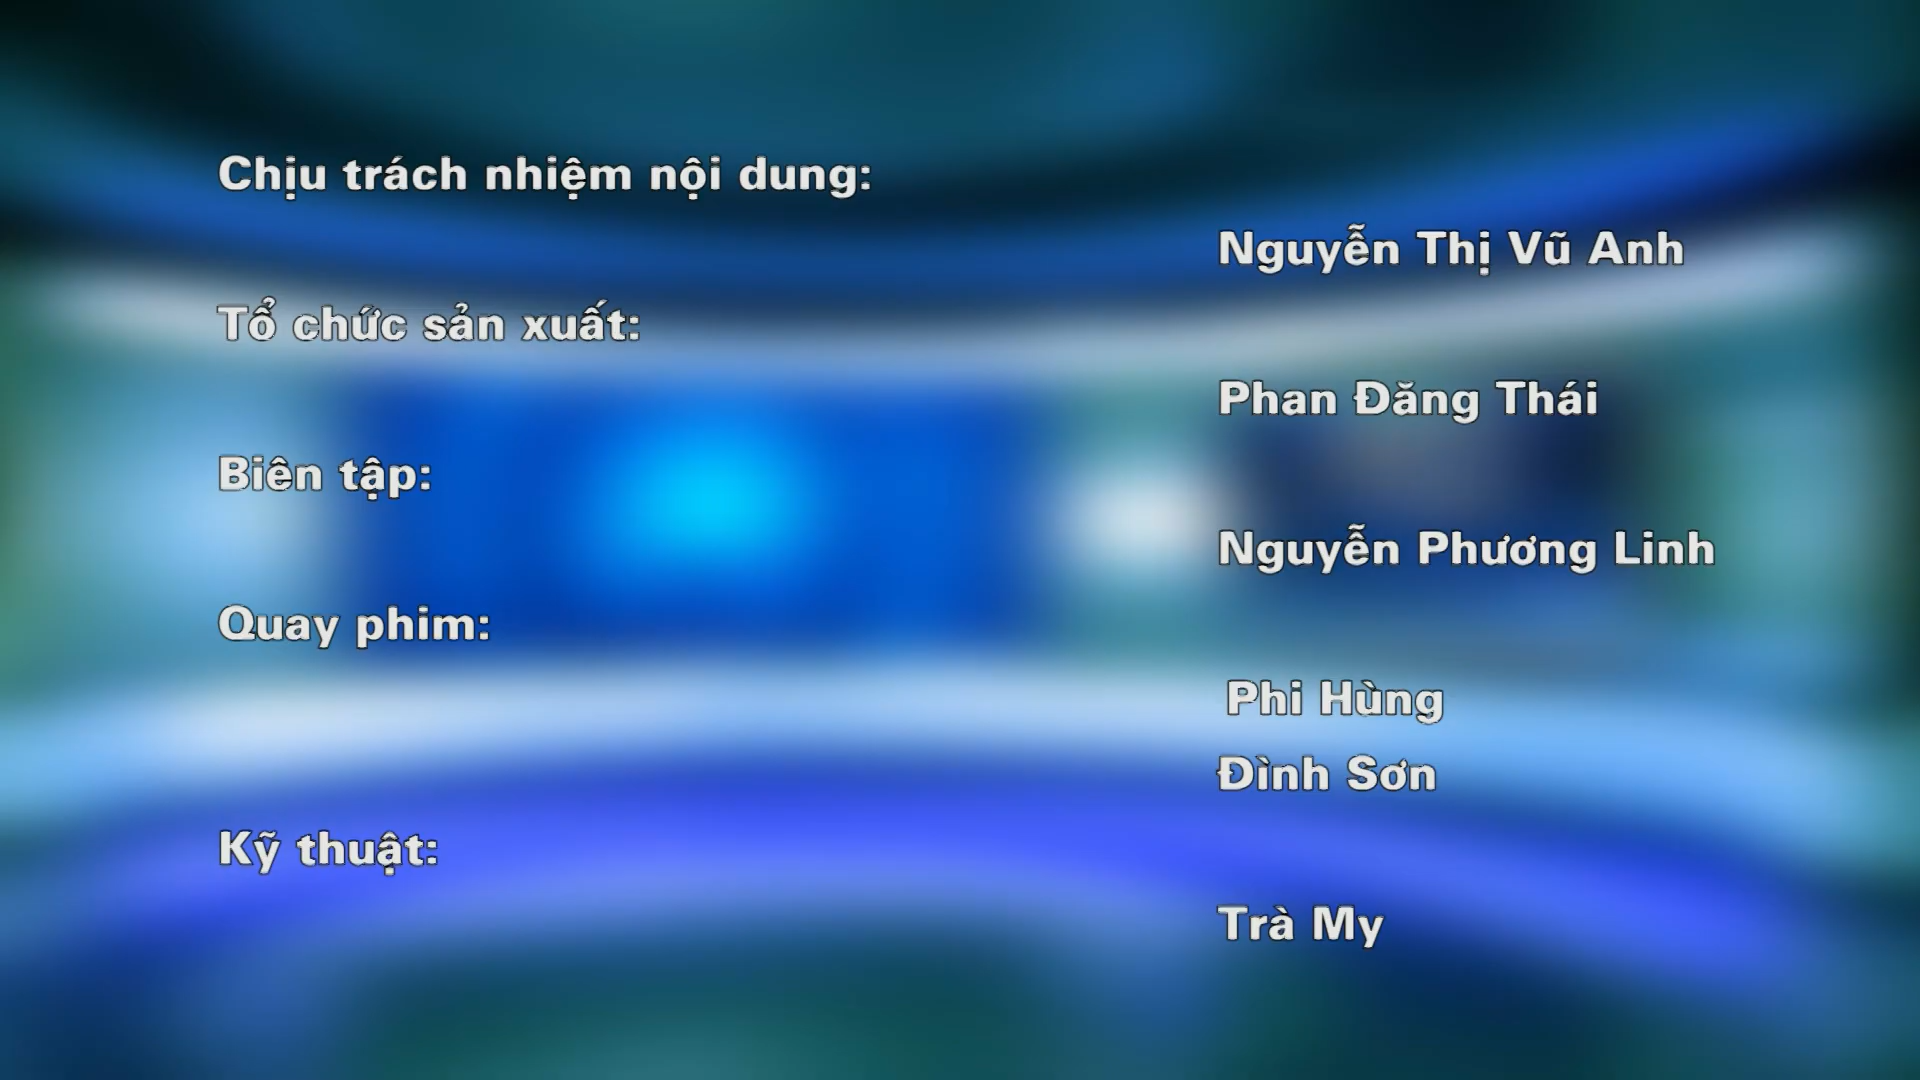 Chịu trách nhiệm nội dung:
Nguyễn Thị Vũ Anh
Tổ chức sản xuất:
Phan Đăng Thái
Biên tập:
Nguyễn Phương Linh
Quay phim:
Phi Hùng
Đình Sơn
Kỹ thuật:
Trà My